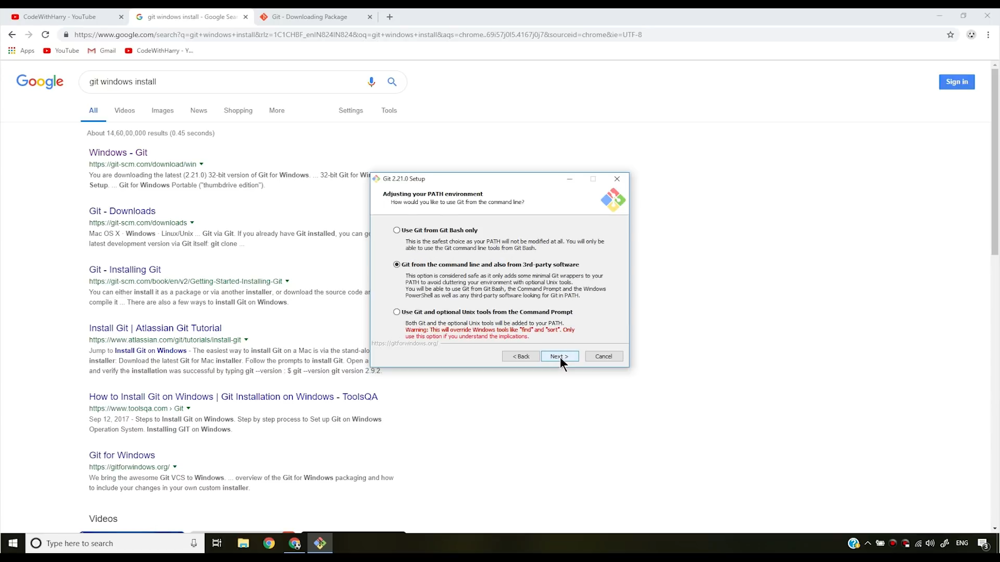 CodeWithHarry - YouTube
git windows install - Google Sear
Git - Downloading Package
https://www.google.com/search?q=git+windows+install&rlz=1C1CHBF_enIN824IN824&oq=git+windows+install&aqs=chrome..69i57j0l5.4167j0j7&sourceid=chrome&ie=UTF-8
Apps
YouTube
Gmail
CodeWithHarry - Y...
Google
git windows install
Sign in
All
Videos
Images
News
Shopping
More
Settings
Tools
About 14,60,00,000 results (0.45 seconds)
Windows - Git
https://git-scm.com/download/win
You are downloading the latest (2.21.0) 32-bit version of Git for Windows. ... 32-bit Git for
Setup. ... Git for Windows Portable ("thumbdrive edition").
Git - Downloads
https://git-scm.com/downloads
Mac OS X · Windows · Linux/Unix ... Git via Git. If you already have Git installed, you can
latest development version via Git itself: git clone ...
Git - Installing Git
https://git-scm.com/book/en/v2/Getting-Started-Installing-Git
You can either install it as a package or via another installer, or download the source code
compile it ... There are also a few ways to install Git on Windows.
Install Git | Atlassian Git Tutorial
https://www.atlassian.com/git/tutorials/install-git
Jump to Install Git on Windows - The easiest way to install Git on a Mac is via the stand-alo
installer: Download the latest Git for Mac installer. Follow the prompts to install Git. Open a
and verify the installation was successful by typing git --version : $ git --version git version 2.9.2.
How to Install Git on Windows | Git Installation on Windows - ToolsQA
https://www.toolsqa.com › Git
Sep 12, 2017 - Steps to Install Git on Windows. Step by step process to Set up Git on Windows
Operation System. Installing GIT on Windows.
Git for Windows
https://gitforwindows.org/
We bring the awesome Git VCS to Windows. ... overview of the Git for Windows packaging and how
to include your changes in your own custom installer.
Videos
Git 2.21.0 Setup
Adjusting your PATH environment
How would you like to use Git from the command line?
Use Git from Git Bash only
This is the safest choice as your PATH will not be modified at all. You will only be
able to use the Git command line tools from Git Bash.
Git from the command line and also from 3rd-party software
This option is considered safe as it only adds some minimal Git wrappers to your
PATH to avoid cluttering your environment with optional Unix tools.
You will be able to use Git from Git Bash, the Command Prompt and the Windows
PowerShell as well as any third-party software looking for Git in PATH.
Use Git and optional Unix tools from the Command Prompt
Both Git and the optional Unix tools will be added to your PATH.
Warning: This will override Windows tools like "find" and "sort". Only
use this option if you understand the implications.
https://gitforwindows.org/
< Back
Next >
Cancel
Type here to search
ENG
3